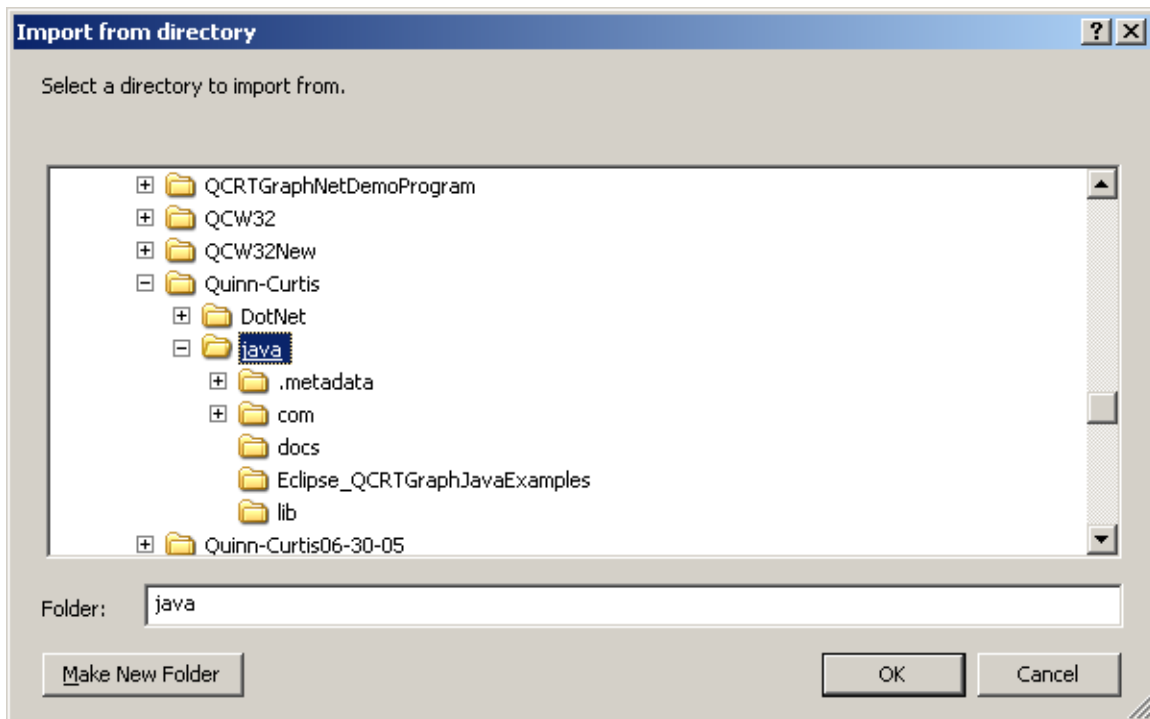 Import from directory
Select a directory to import from.
QCRTGraphNetDemoProgram
QCW32
QCW32New
Quinn-Curtis
DotNet
java
.metadata
com
docs
Eclipse_QCRTGraphJavaExamples
lib
Quinn-Curtis06-30-05
Folder: java
Make New Folder OK Cancel